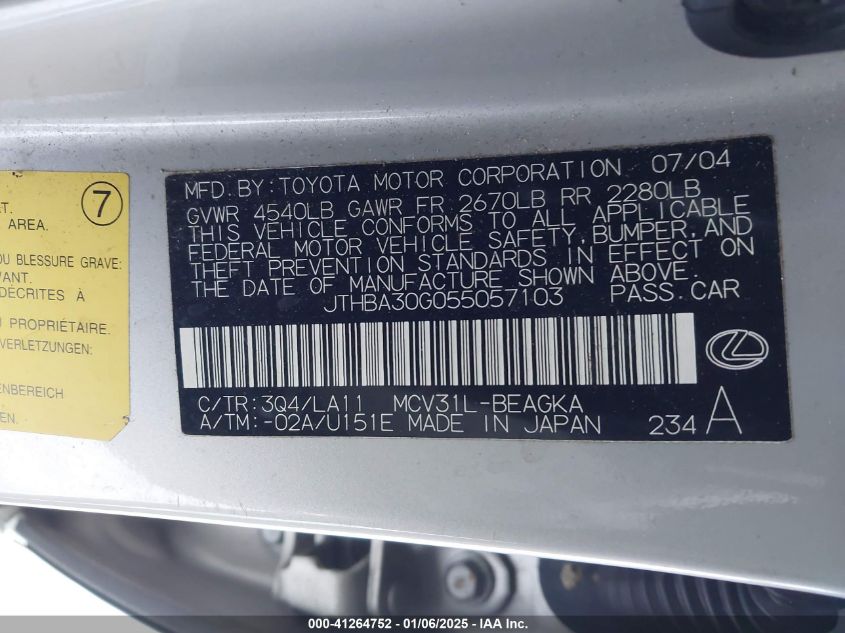 7
T.
AREA.
OU BLESSURE GRAVE:
VANT.
DÉCRITES À
U PROPRIÉTAIRE.
VERLETZUNGEN:
ENBEREICH
MFD. BY: TOYOTA MOTOR CORPORATION 07/04
GVWR 4540LB GAWR FR 2670LB RR 2280LB
THIS VEHICLE CONFORMS TO ALL APPLICABLE
FEDERAL MOTOR VEHICLE SAFETY, BUMPER, AND
THEFT PREVENTION STANDARDS IN EFFECT ON
THE DATE OF MANUFACTURE SHOWN ABOVE.
JTHBA30G055057103 PASS.CAR
C/TR: 3Q4/LA11 MCV31L-BEAGKA
A/TM:-02A/U151E MADE IN JAPAN 234 A
000-41264752 - 01/06/2025 - © IAA Inc.